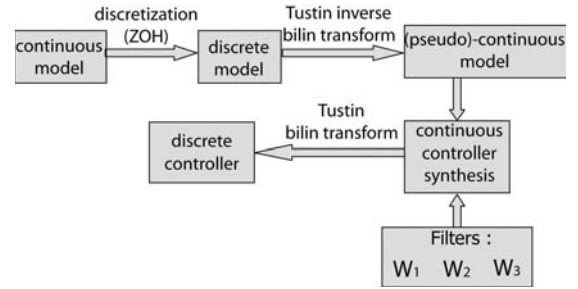 discretization
(ZOH)
Tustin inverse
bilin transform
continuous
model
discrete
model
(pseudo)-continuous
model
Tustin
bilin transform
discrete
controller
continuous
controller
synthesis
Filters :
W1 W2 W3